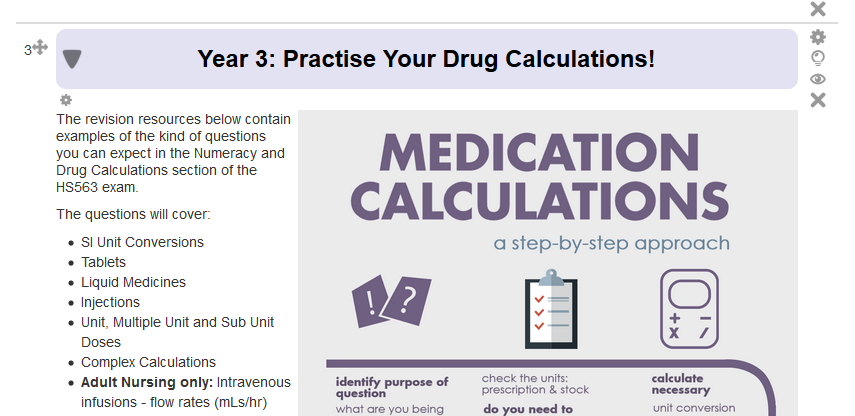 3
Year 3: Practise Your Drug Calculations!
The revision resources below contain
examples of the kind of questions
you can expect in the Numeracy and
Drug Calculations section of the
HS563 exam.
The questions will cover:
SI Unit Conversions
Tablets
Liquid Medicines
Injections
Unit, Multiple Unit and Sub Unit
Doses
Complex Calculations
Adult Nursing only: Intravenous
infusions - flow rates (mLs/hr)
MEDICATION
CALCULATIONS
a step-by-step approach
! ?
+ -
x /
identify purpose of
question
what are you being
check the units:
prescription & stock
do you need to
calculate
necessary
unit conversion